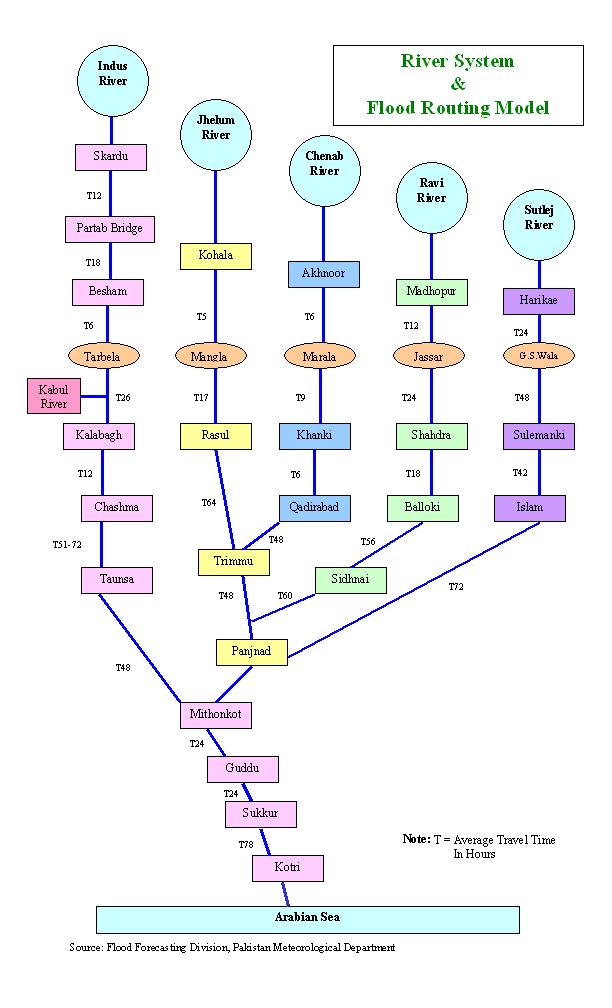 River System
&
Flood Routing Model
Indus
River
Jhelum
River
Chenab
River
Ravi
River
Sutlej
River
Skardu
T12
Partab Bridge
T18
Besham
T6
Tarbela
Kabul
River
T26
Kalabagh
T12
Chashma
T51-72
Taunsa
T48
Kohala
T5
Mangla
T17
Rasul
T64
Trimmu
T48
Panjnad
Akhnoor
T6
Marala
T9
Khanki
T6
Qadirabad
T48
Madhopur
T12
Jassar
T24
Shahdra
T18
Balloki
T56
Sidhnai
T60
Harikae
T24
G.S.Wala
T48
Sulemanki
T42
Islam
T72
Mithonkot
T24
Guddu
T24
Sukkur
T78
Kotri
Arabian Sea
Note: T = Average Travel Time
In Hours
Source: Flood Forecasting Division, Pakistan Meteorological Department